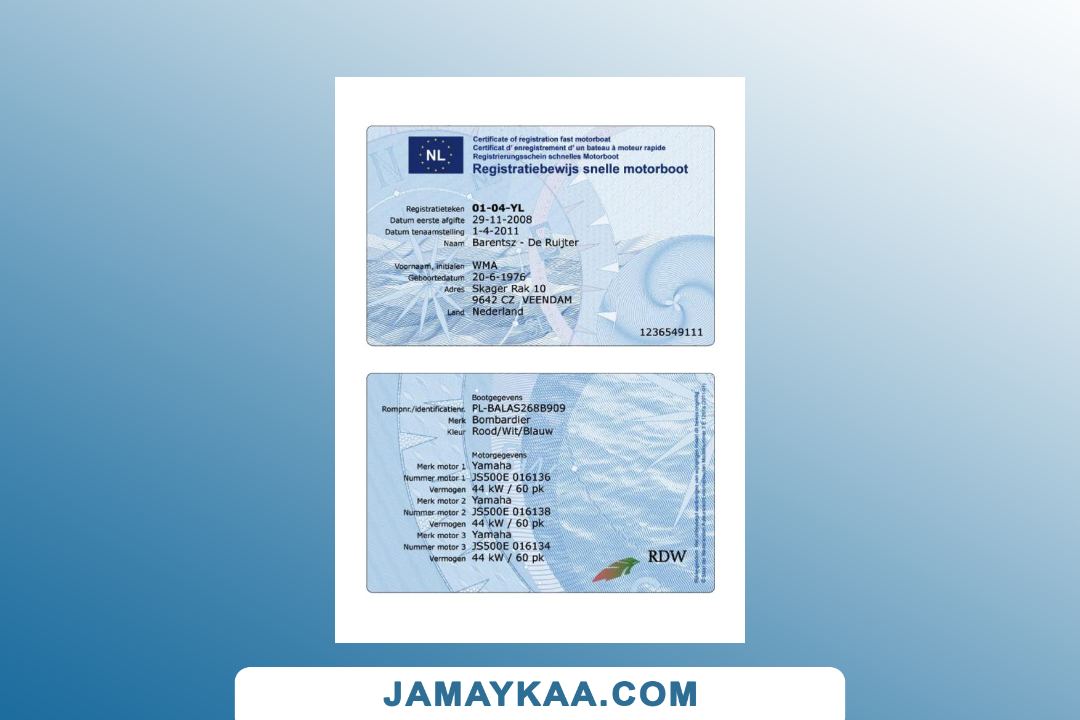 NL
Certificate of registration fast motorboat
Certificat d' enregistrement d' un bateau à moteur rapide
Registrierungsschein schnelles Motorboot
Registratiebewijs snelle motorboot
Registratieteken 01-04-YL
Datum eerste afgifte 29-11-2008
Datum tenaamstelling 1-4-2011
Naam Barentsz - De Ruijter
Voornaam, initialen WMA
Geboortedatum 20-6-1976
Adres Skager Rak 10
9642 CZ VEENDAM
Land Nederland
1236549111
Bootgegevens
Rompnr./identificatienr. PL-BALAS268B909
Merk Bombardier
Kleur Rood/Wit/Blauw
Motorgegevens
Merk motor 1 Yamaha
Nummer motor 1 JS500E 016136
Vermogen 44 kW / 60 pk
Merk motor 2 Yamaha
Nummer motor 2 JS500E 016138
Vermogen 44 kW / 60 pk
Merk motor 3 Yamaha
Nummer motor 3 JS500E 016134
Vermogen 44 kW / 60 pk
RDW
JAMAYKAA.COM